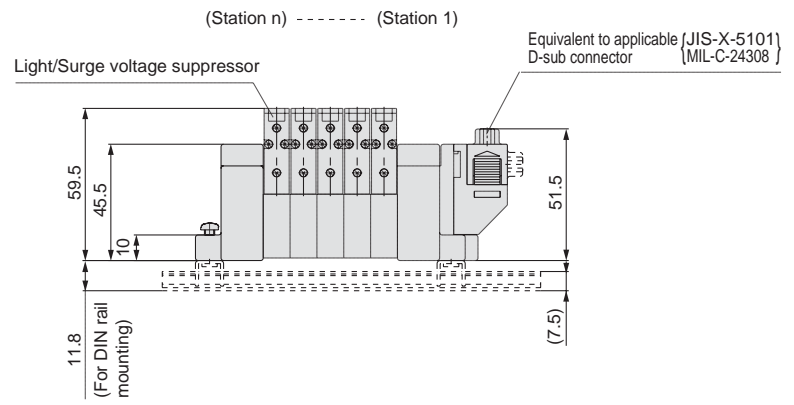 (Station n) ------- (Station 1)
Equivalent to applicable {JIS-X-5101}
D-sub connector {MIL-C-24308}
Light/Surge voltage suppressor
59.5
45.5
10
51.5
11.8
(For DIN rail
mounting)
(7.5)